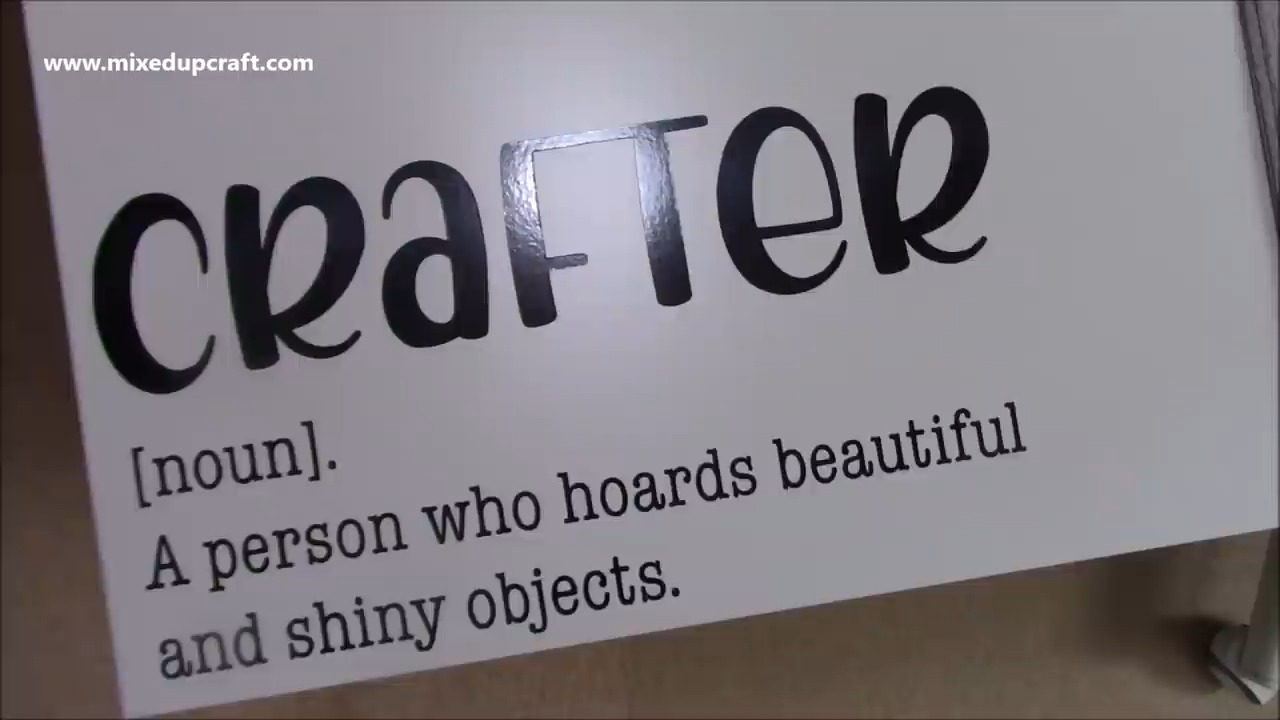 www.mixedupcraft.com
CRaFTeR
[noun].
A person who hoards beautiful
and shiny objects.